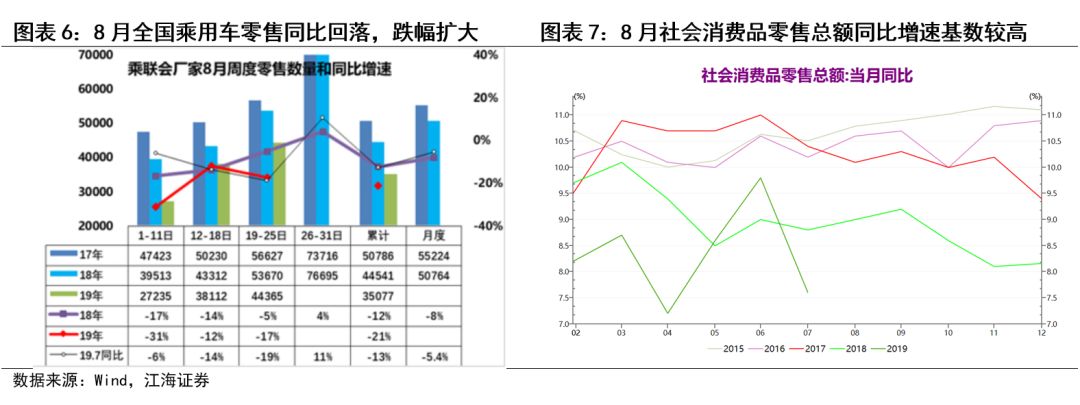 图表 6：8 月全国乘用车零售同比回落，跌幅扩大
乘联会厂家8月周度零售数量和同比增速
70000
60000
50000
40000
30000
20000
40%
20%
0%
-20%
-40%
1-11日 12-18日 19-25日 26-31日 累计 月度
17年 47423 50230 56627 73716 50786 55224
18年 39513 43312 53670 76695 44541 50764
19年 27235 38112 44365 35077
18年 -17% -14% -5% 4% -12% -8%
19年 -31% -12% -17% -21%
19.7同比 -6% -14% -19% 11% -13% -5.4%
图表 7：8 月社会消费品零售总额同比增速基数较高
社会消费品零售总额:当月同比
(%) (%)
11.0 11.0
10.5 10.5
10.0 10.0
9.5 9.5
9.0 9.0
8.5 8.5
8.0 8.0
7.5 7.5
7.0 7.0
02 03 04 05 06 07 08 09 10 11 12
2015 2016 2017 2018 2019
数据来源：Wind，江海证券